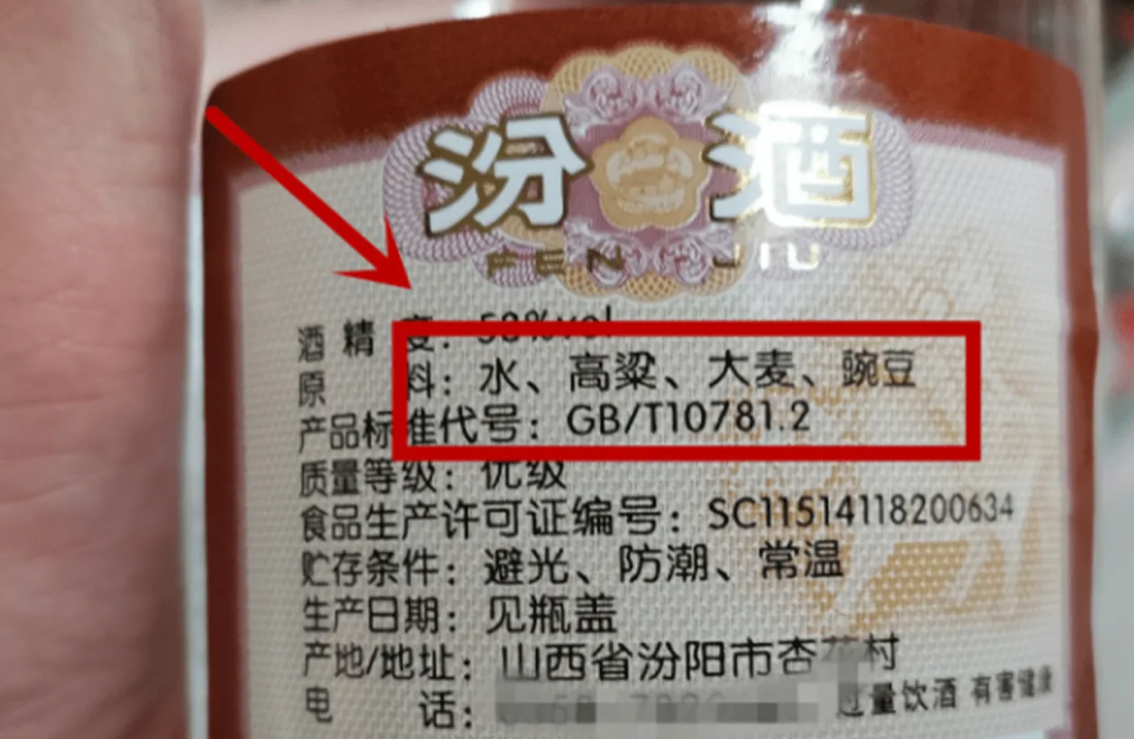 汾 酒
FEN JIU
酒精度：53%vol
原料：水、高粱、大麦、豌豆
产品标准代号：GB/T10781.2
质量等级：优级
食品生产许可证编号：SC11514118200634
贮存条件：避光、防潮、常温
生产日期：见瓶盖
产地/地址：山西省汾阳市杏花村
电话： 过量饮酒 有害健康